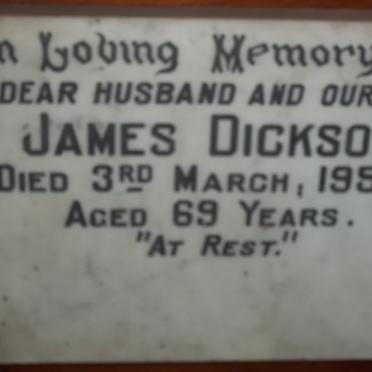 n Loving Memory
DEAR HUSBAND AND OUR
JAMES DICKSO
DIED 3RD MARCH, 195
AGED 69 YEARS.
"AT REST."